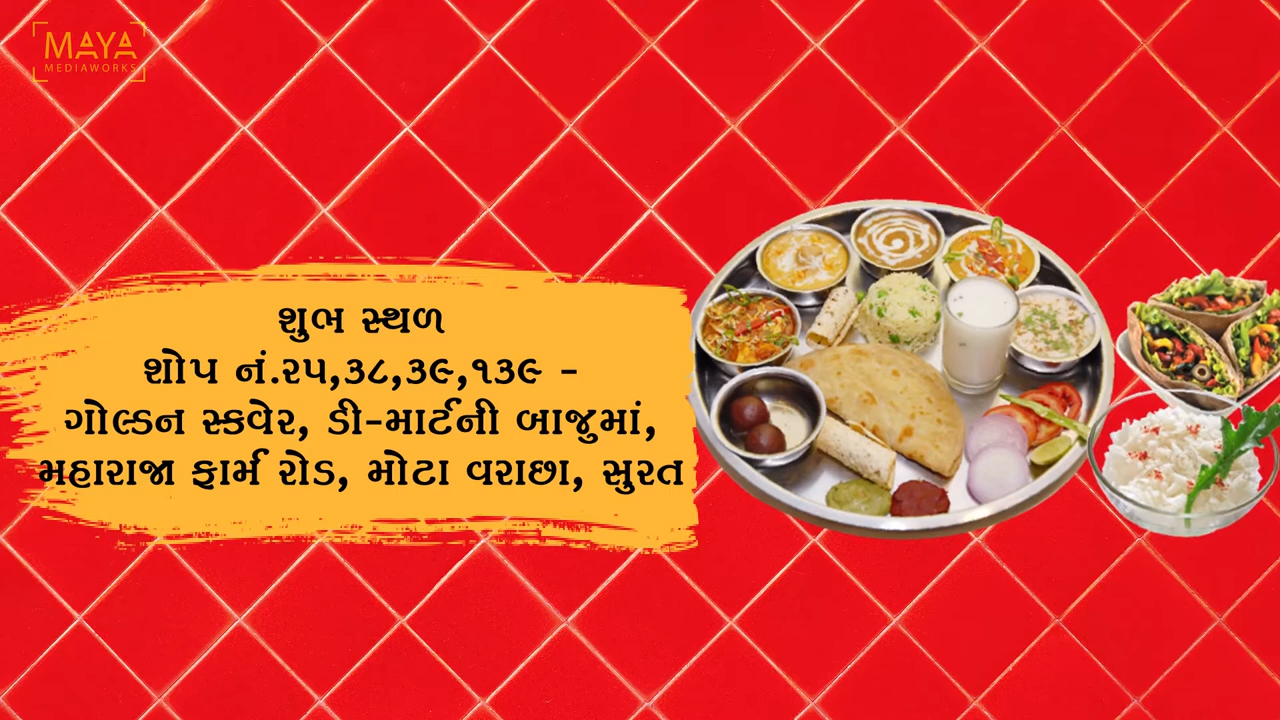 MAYA
MEDIAWORKS
શુભ સ્થળ
શોપ નં.૨૫,૩૮,૩૯,૧૩૯ -
ગોલ્ડન સ્કવેર, ડી-માર્ટની બાજુમાં,
મહારાજા ફાર્મ રોડ, મોટા વરાછા, સુરત